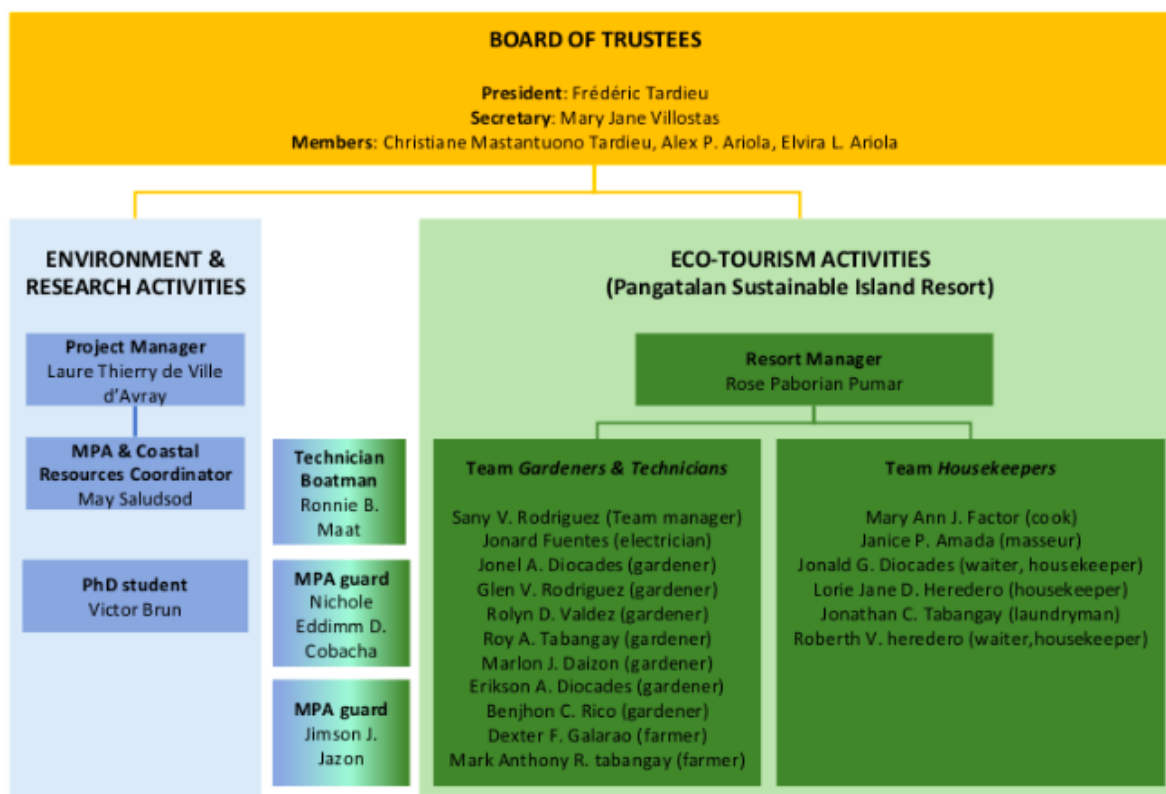 BOARD OF TRUSTEES
President: Frédéric Tardieu
Secretary: Mary Jane Villostas
Members: Christiane Mastantuono Tardieu, Alex P. Ariola, Elvira L. Ariola
ENVIRONMENT &
RESEARCH ACTIVITIES
Project Manager
Laure Thierry de Ville
d’Avray
MPA & Coastal
Resources Coordinator
May Saludsod
PhD student
Victor Brun
Technician
Boatman
Ronnie B.
Maat
MPA guard
Nichole
Eddimm D.
Cobacha
MPA guard
Jimson J.
Jazon
ECO-TOURISM ACTIVITIES
(Pangatalan Sustainable Island Resort)
Resort Manager
Rose Paborian Pumar
Team Gardeners & Technicians
Sany V. Rodriguez (Team manager)
Jonard Fuentes (electrician)
Jonel A. Diocades (gardener)
Glen V. Rodriguez (gardener)
Rolyn D. Valdez (gardener)
Roy A. Tabangay (gardener)
Marlon J. Daizon (gardener)
Erikson A. Diocades (gardener)
Benjhon C. Rico (gardener)
Dexter F. Galarao (farmer)
Mark Anthony R. tabangay (farmer)
Team Housekeepers
Mary Ann J. Factor (cook)
Janice P. Amada (masseur)
Jonald G. Diocades (waiter, housekeeper)
Lorie Jane D. Heredero (housekeeper)
Jonathan C. Tabangay (laundryman)
Roberth V. heredero (waiter,housekeeper)